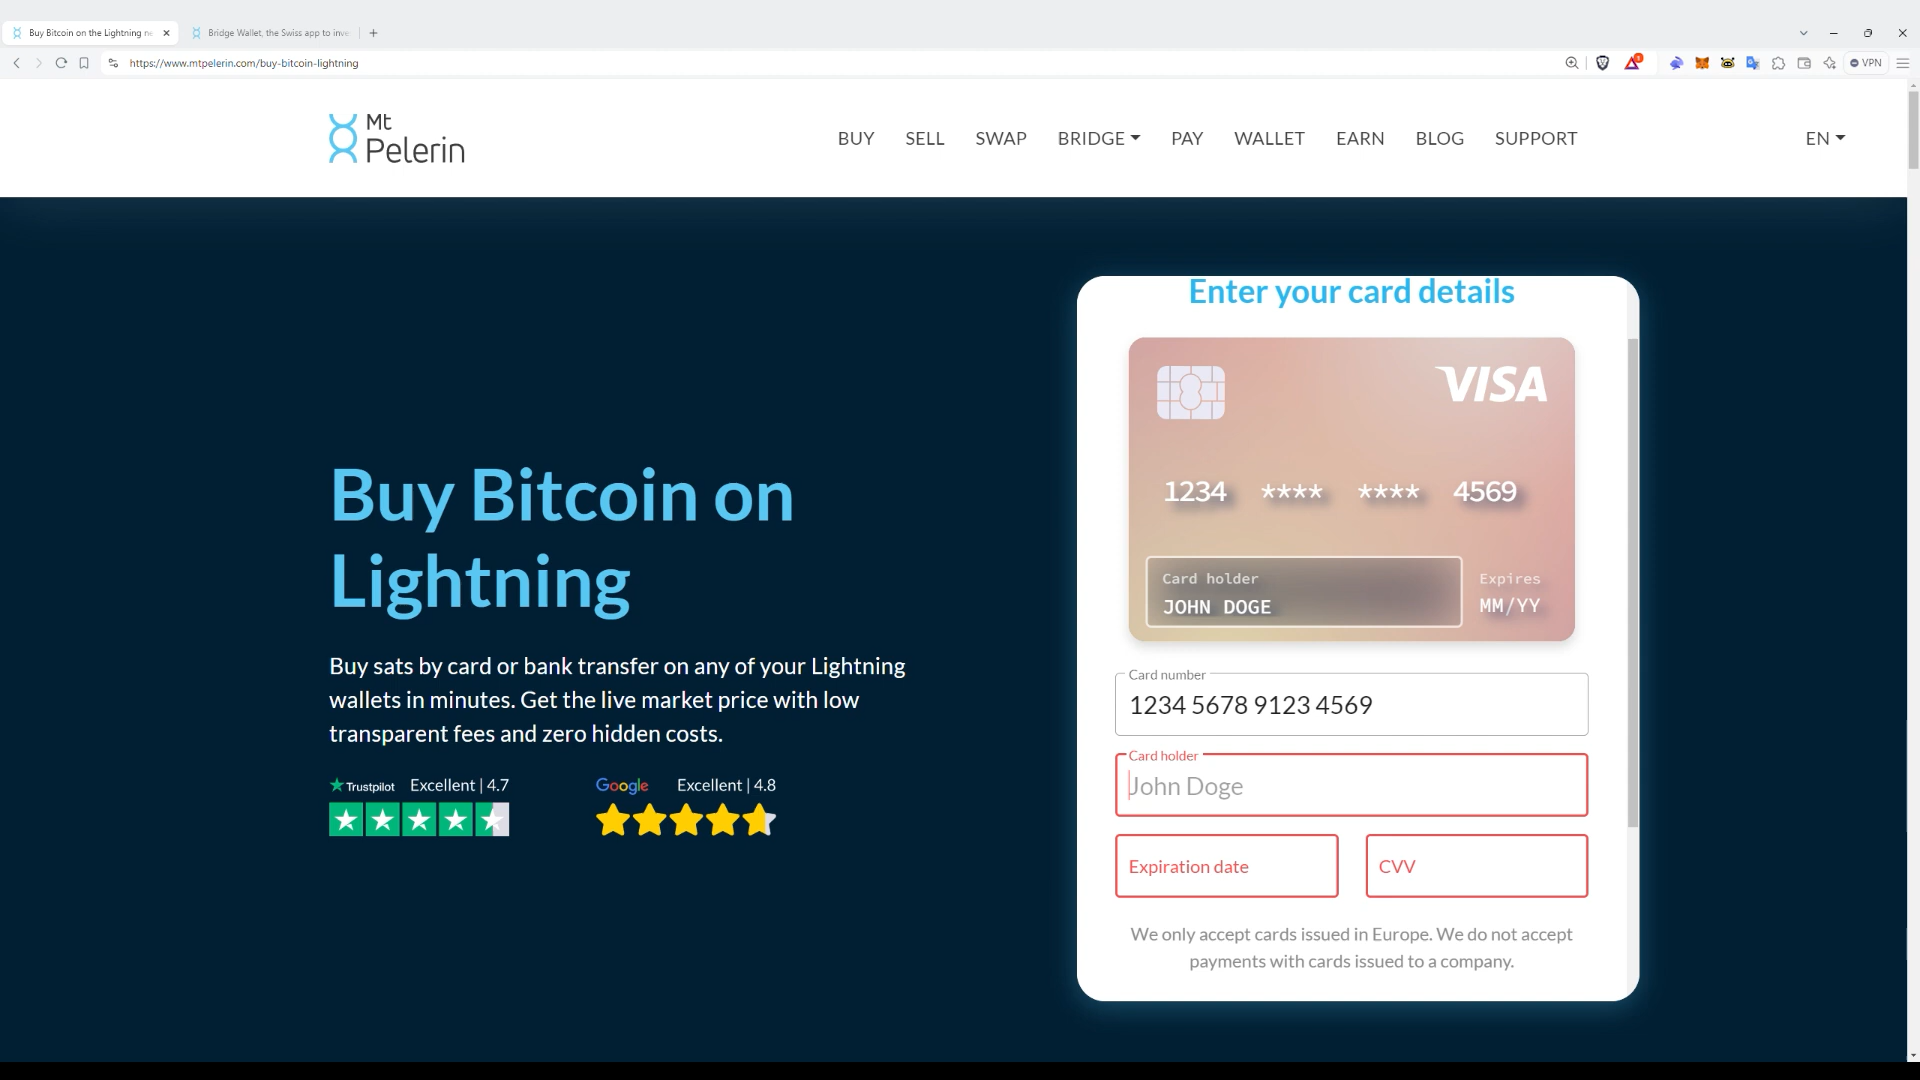 Buy Bitcoin on the Lightning ne
Bridge Wallet, the Swiss app to inve
https://www.mtpelerin.com/buy-bitcoin-lightning
VPN
Mt
Pelerin
BUY SELL SWAP BRIDGE PAY WALLET EARN BLOG SUPPORT EN
Enter your card details
VISA
1234 **** **** 4569
Card holder
JOHN DOGE
Expires
MM/YY
Buy Bitcoin on
Lightning
Buy sats by card or bank transfer on any of your Lightning
wallets in minutes. Get the live market price with low
transparent fees and zero hidden costs.
Trustpilot Excellent | 4.7
Google Excellent | 4.8
Card number
1234 5678 9123 4569
Card holder
John Doge
Expiration date
CVV
We only accept cards issued in Europe. We do not accept
payments with cards issued to a company.